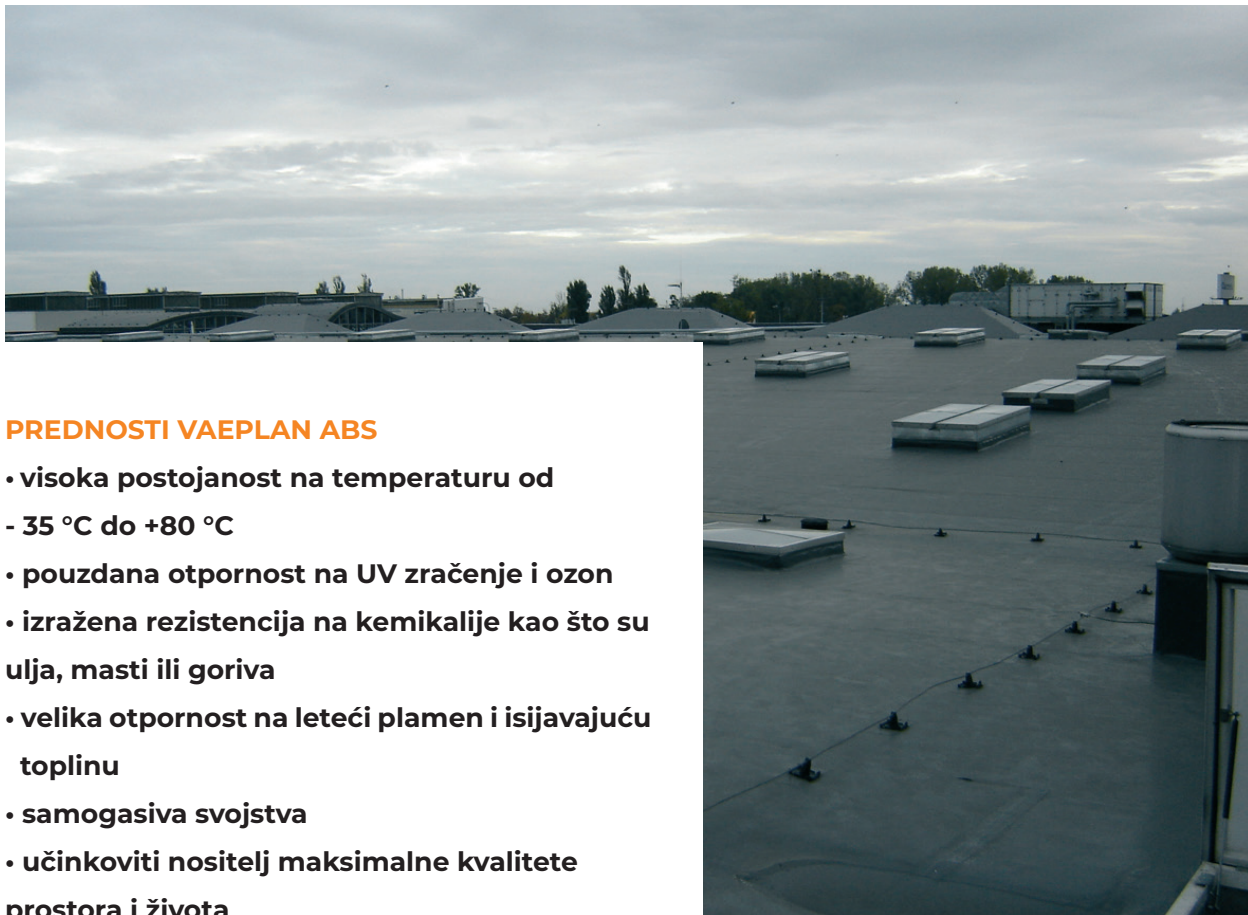 PREDNOSTI VAEPLAN ABS
• visoka postojanost na temperaturu od
- 35 °C do +80 °C
• pouzdana otpornost na UV zračenje i ozon
• izražena rezistencija na kemikalije kao što su
ulja, masti ili goriva
• velika otpornost na leteći plamen i isijavajuću
toplinu
• samogasiva svojstva
• učinkoviti nositelj maksimalne kvalitete
prostora i života